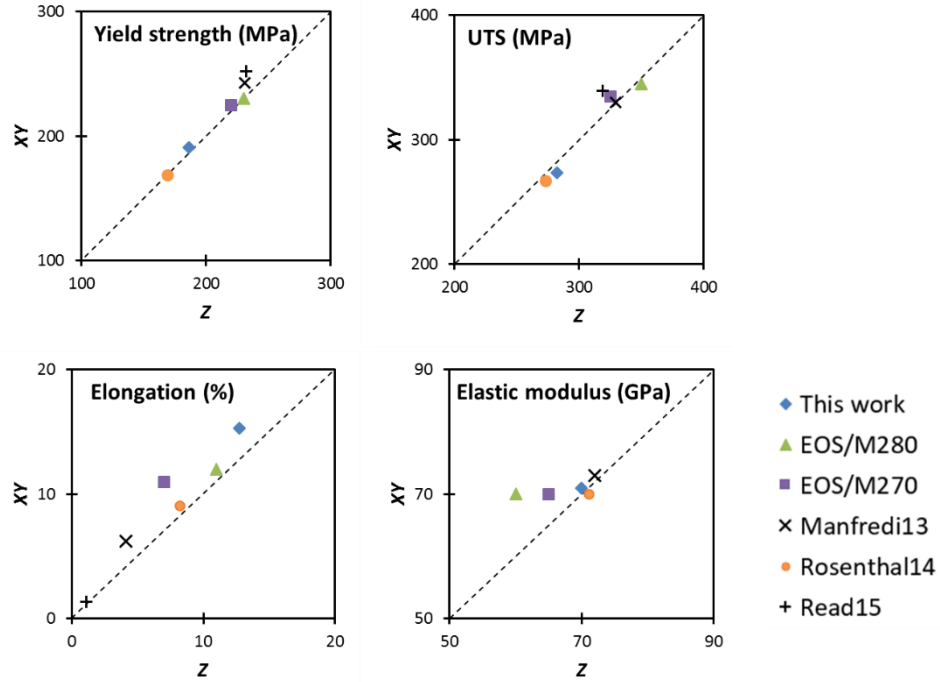 Yield strength (MPa)
300
200
100
XY
100
200
300
Z
UTS (MPa)
400
300
200
XY
200
300
400
Z
Elongation (%)
20
10
0
XY
0
10
20
Z
Elastic modulus (GPa)
90
70
50
XY
50
70
90
Z
This work
EOS/M280
EOS/M270
Manfredi13
Rosenthal14
Read15